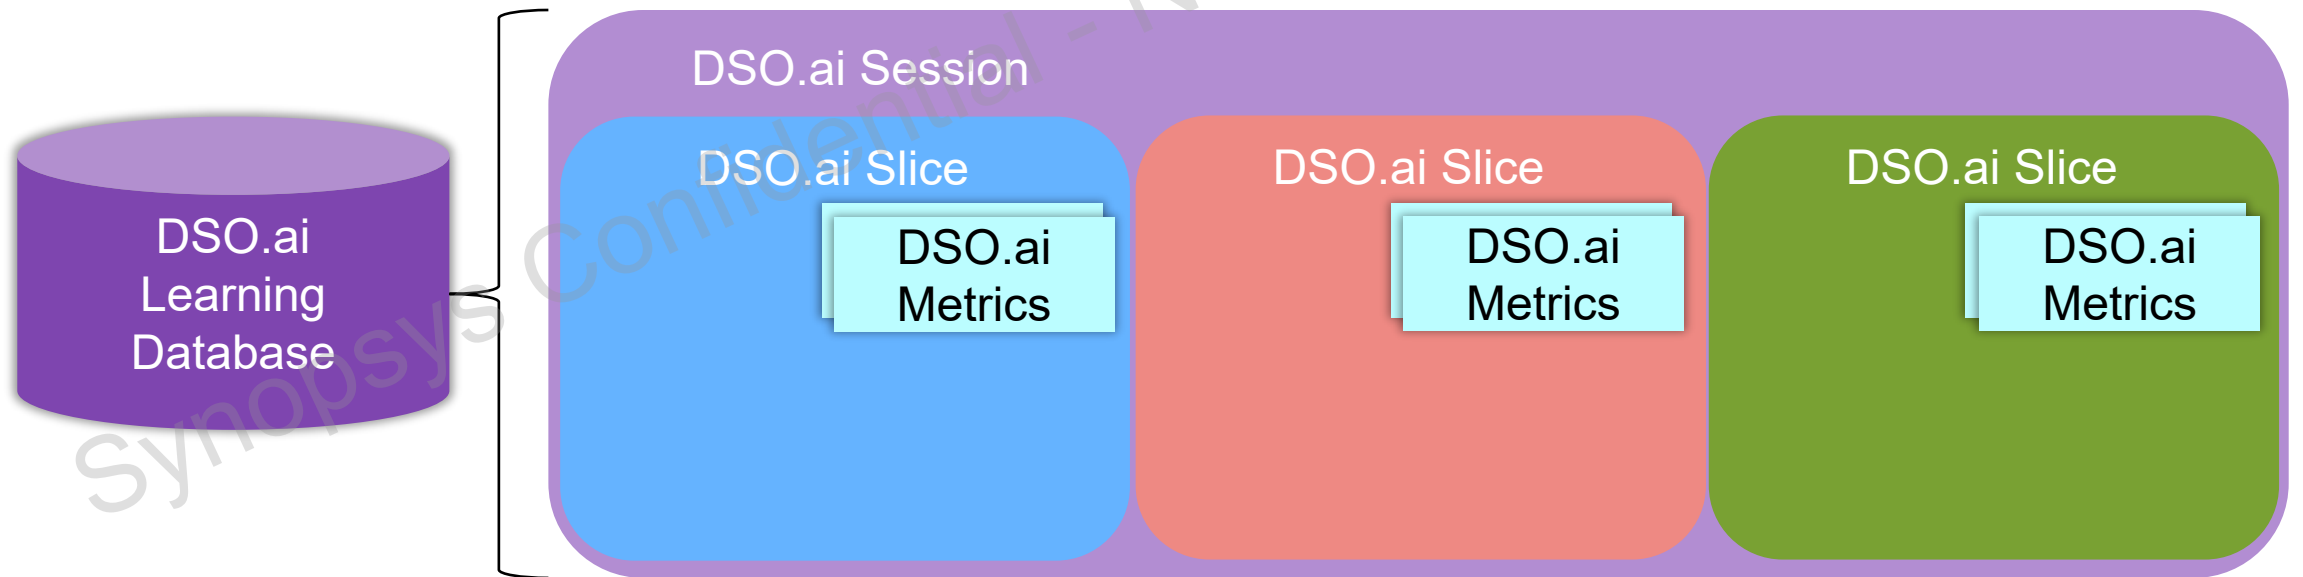 DSO.ai Session
DSO.ai
Learning
Database
DSO.ai Slice
DSO.ai
Metrics
DSO.ai Slice
DSO.ai
Metrics
DSO.ai Slice
DSO.ai
Metrics
Synopsys Confidential -